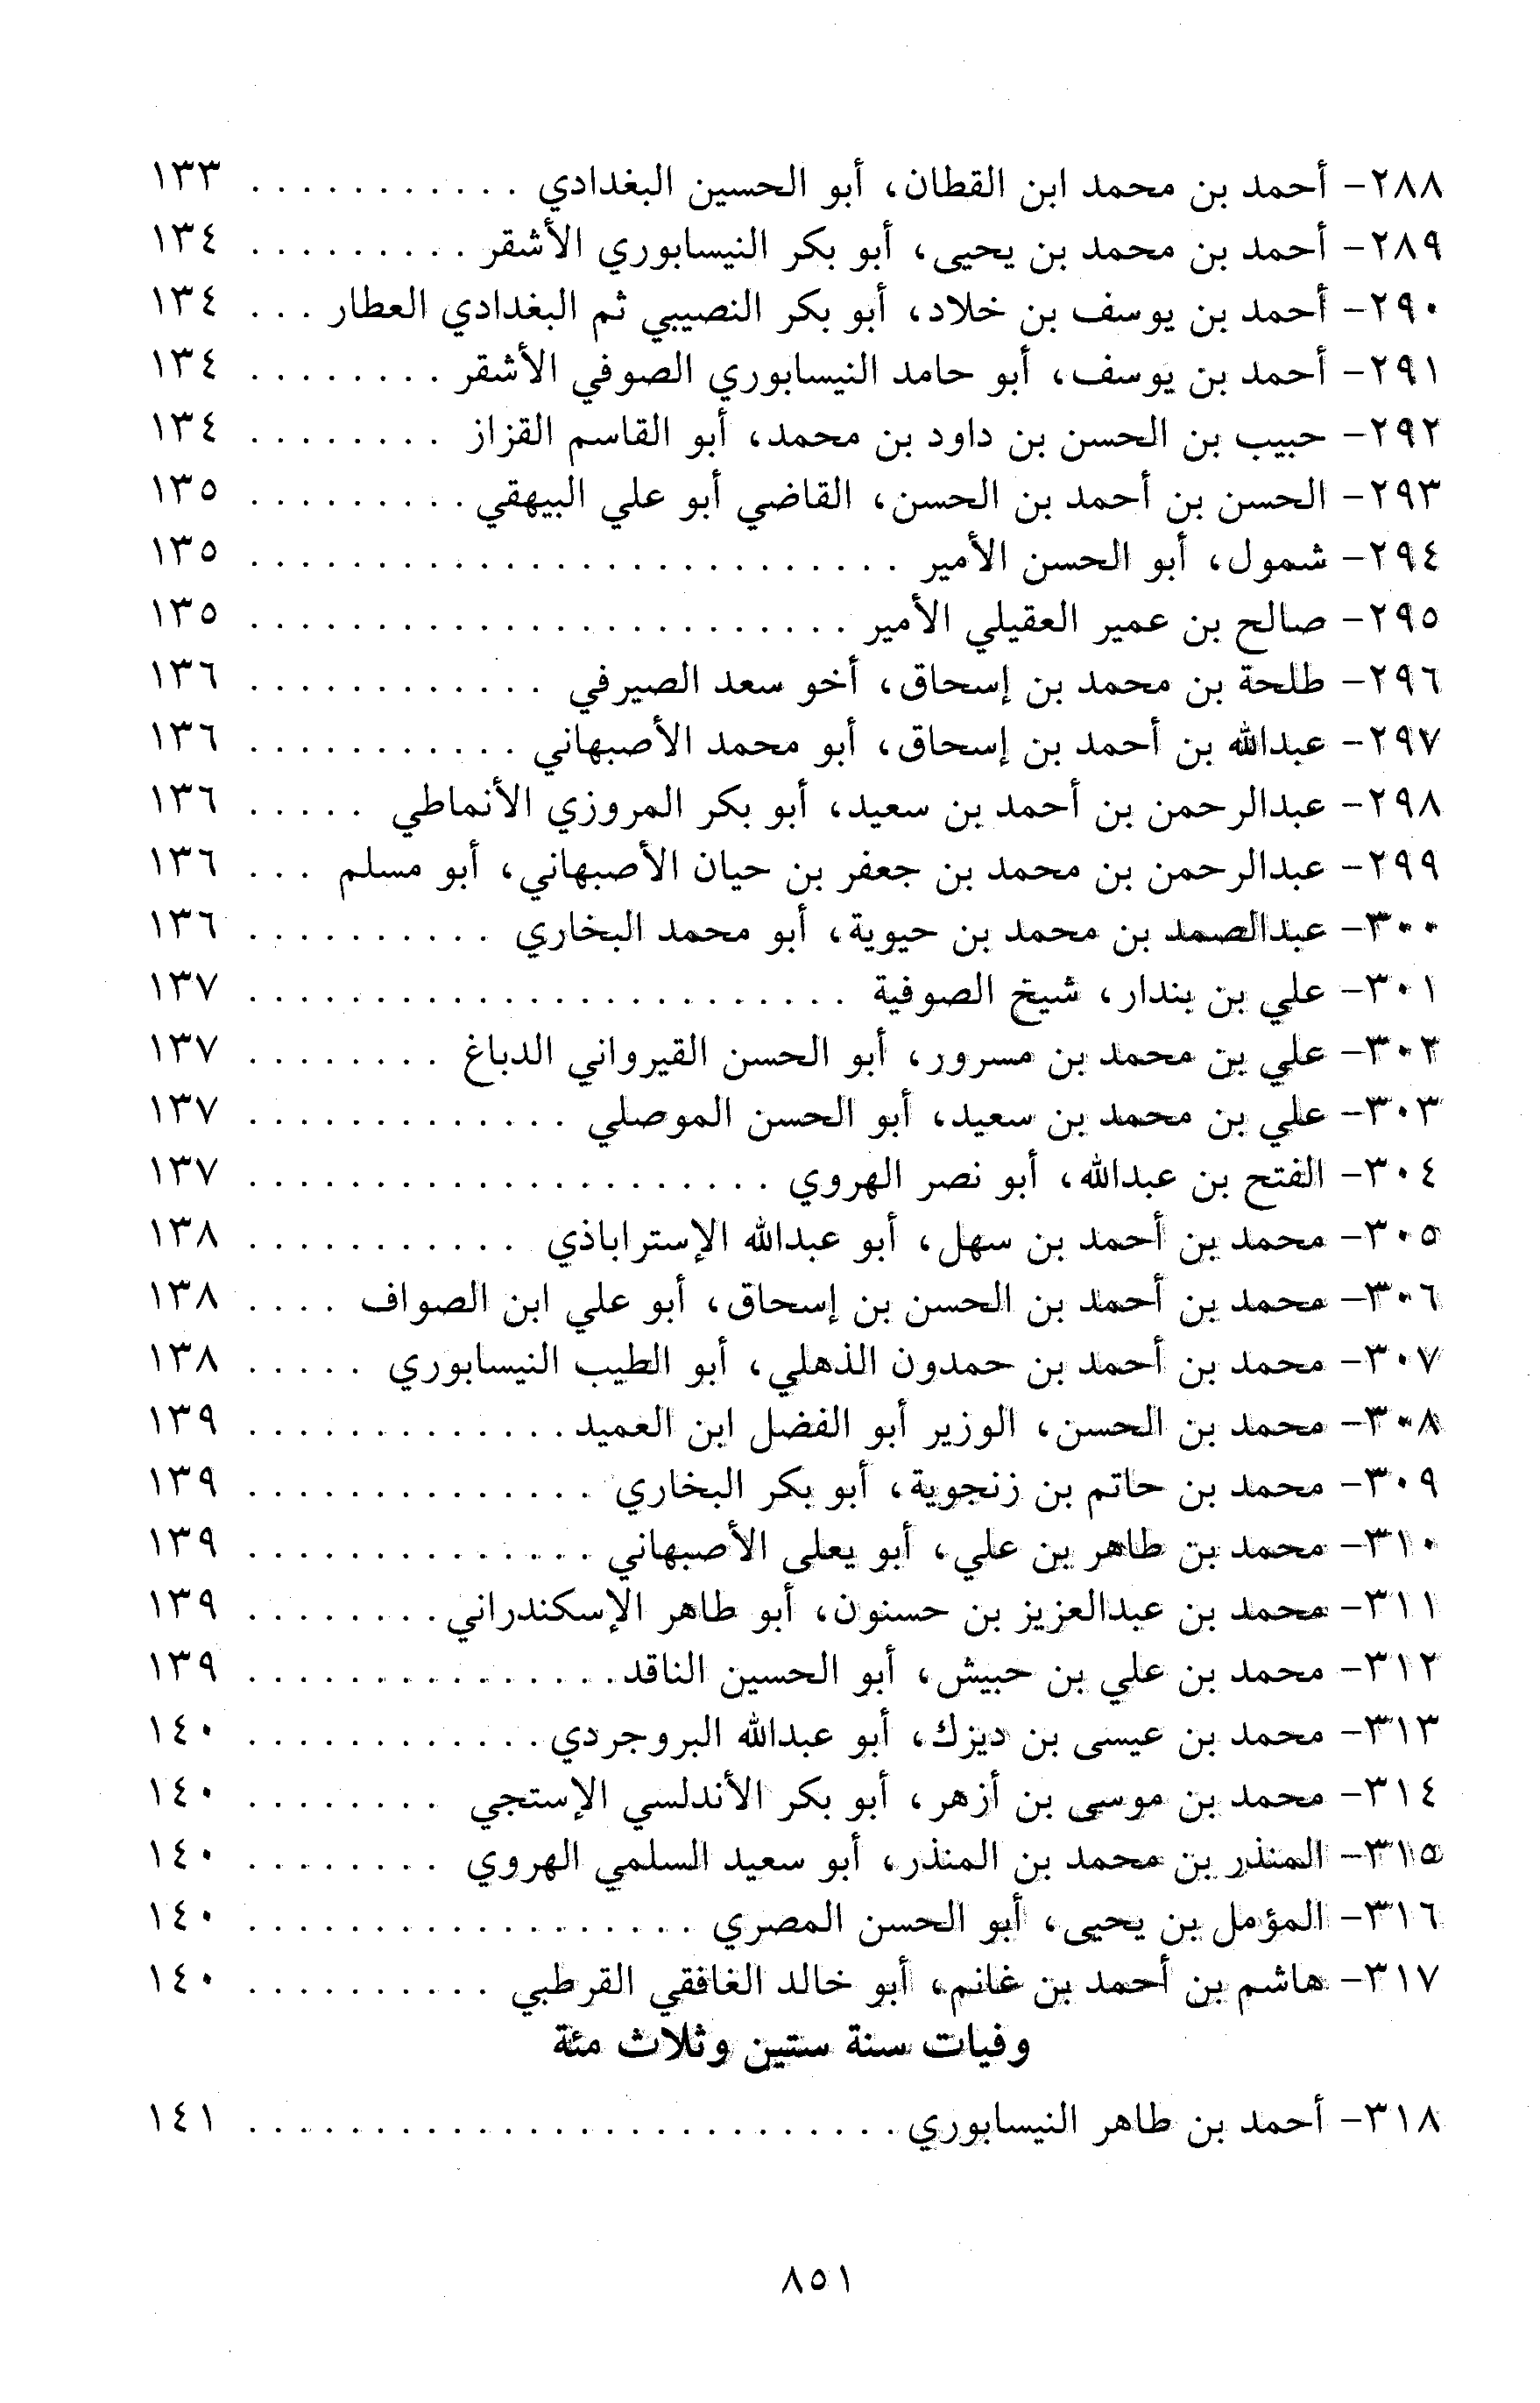 ٢٨٨- أحمد بن محمد ابن القطان، أبو الحسين البغدادي . . . . . . . . . . . ١٣٣
٢٨٩- أحمد بن محمد بن يحيى، أبو بكر النيسابوري الأشقر . . . . . . . . . ١٣٤
٢٩٠- أحمد بن يوسف بن خلاد، أبو بكر النصيبي ثم البغدادي العطار . . . ١٣٤
٢٩١- أحمد بن يوسف، أبو حامد النيسابوري الصوفي الأشقر . . . . . . . . ١٣٤
٢٩٢- حبيب بن الحسن بن داود بن محمد، أبو القاسم القزاز . . . . . . . . ١٣٤
٢٩٣- الحسن بن أحمد بن الحسن، القاضي أبو علي البيهقي . . . . . . . . . ١٣٥
٢٩٤- شمول، أبو الحسن الأمير . . . . . . . . . . . . . . . . . . . . . . . . . . ١٣٥
٢٩٥- صالح بن عمير العقيلي الأمير . . . . . . . . . . . . . . . . . . . . . . . . ١٣٥
٢٩٦- طلحة بن محمد بن إسحاق، أخو سعد الصيرفي . . . . . . . . . . . . ١٣٦
٢٩٧- عبدالله بن أحمد بن إسحاق، أبو محمد الأصبهاني . . . . . . . . . . . ١٣٦
٢٩٨- عبدالرحمن بن أحمد بن سعيد، أبو بكر المروزي الأنماطي . . . . . ١٣٦
٢٩٩- عبدالرحمن بن محمد بن جعفر بن حيان الأصبهاني، أبو مسلم . . . ١٣٦
٣٠٠- عبدالصمد بن محمد بن حيوية، أبو محمد البخاري . . . . . . . . . . ١٣٦
٣٠١- علي بن بندار، شيخ الصوفية . . . . . . . . . . . . . . . . . . . . . . . . ١٣٧
٣٠٢- علي بن محمد بن مسرور، أبو الحسن القيرواني الدباغ . . . . . . . . ١٣٧
٣٠٣- علي بن محمد بن سعيد، أبو الحسن الموصلي . . . . . . . . . . . . . ١٣٧
٣٠٤- الفتح بن عبدالله، أبو نصر الهروي . . . . . . . . . . . . . . . . . . . . . ١٣٧
٣٠٥- محمد بن أحمد بن سهل، أبو عبدالله الإستراباذي . . . . . . . . . . . ١٣٨
٣٠٦- محمد بن أحمد بن الحسن بن إسحاق، أبو علي ابن الصواف . . . . ١٣٨
٣٠٧- محمد بن أحمد بن حمدون الذهلي، أبو الطيب النيسابوري . . . . . ١٣٨
٣٠٨- محمد بن الحسن، الوزير أبو الفضل ابن العميد . . . . . . . . . . . . . ١٣٩
٣٠٩- محمد بن حاتم بن زنجوية، أبو بكر البخاري . . . . . . . . . . . . . . ١٣٩
٣١٠- محمد بن طاهر بن علي، أبو يعلى الأصبهاني . . . . . . . . . . . . . . ١٣٩
٣١١- محمد بن عبدالعزيز بن حسنون، أبو طاهر الإسكندراني . . . . . . . . ١٣٩
٣١٢- محمد بن علي بن حبيش، أبو الحسين الناقد . . . . . . . . . . . . . . . ١٣٩
٣١٣- محمد بن عيسى بن ديزك، أبو عبدالله البروجردي . . . . . . . . . . . . ١٤٠
٣١٤- محمد بن موسى بن أزهر، أبو بكر الأندلسي الإستجي . . . . . . . . ١٤٠
٣١٥- المنذر بن محمد بن المنذر، أبو سعيد السلمي الهروي . . . . . . . . ١٤٠
٣١٦- المؤمل بن يحيى، أبو الحسن المصري . . . . . . . . . . . . . . . . . . ١٤٠
٣١٧- هاشم بن أحمد بن غانم، أبو خالد الغافقي القرطبي . . . . . . . . . . ١٤٠
وفيات سنة ستين وثلاث مئة
٣١٨- أحمد بن طاهر النيسابوري . . . . . . . . . . . . . . . . . . . . . . . . . . ١٤١
٨٥١